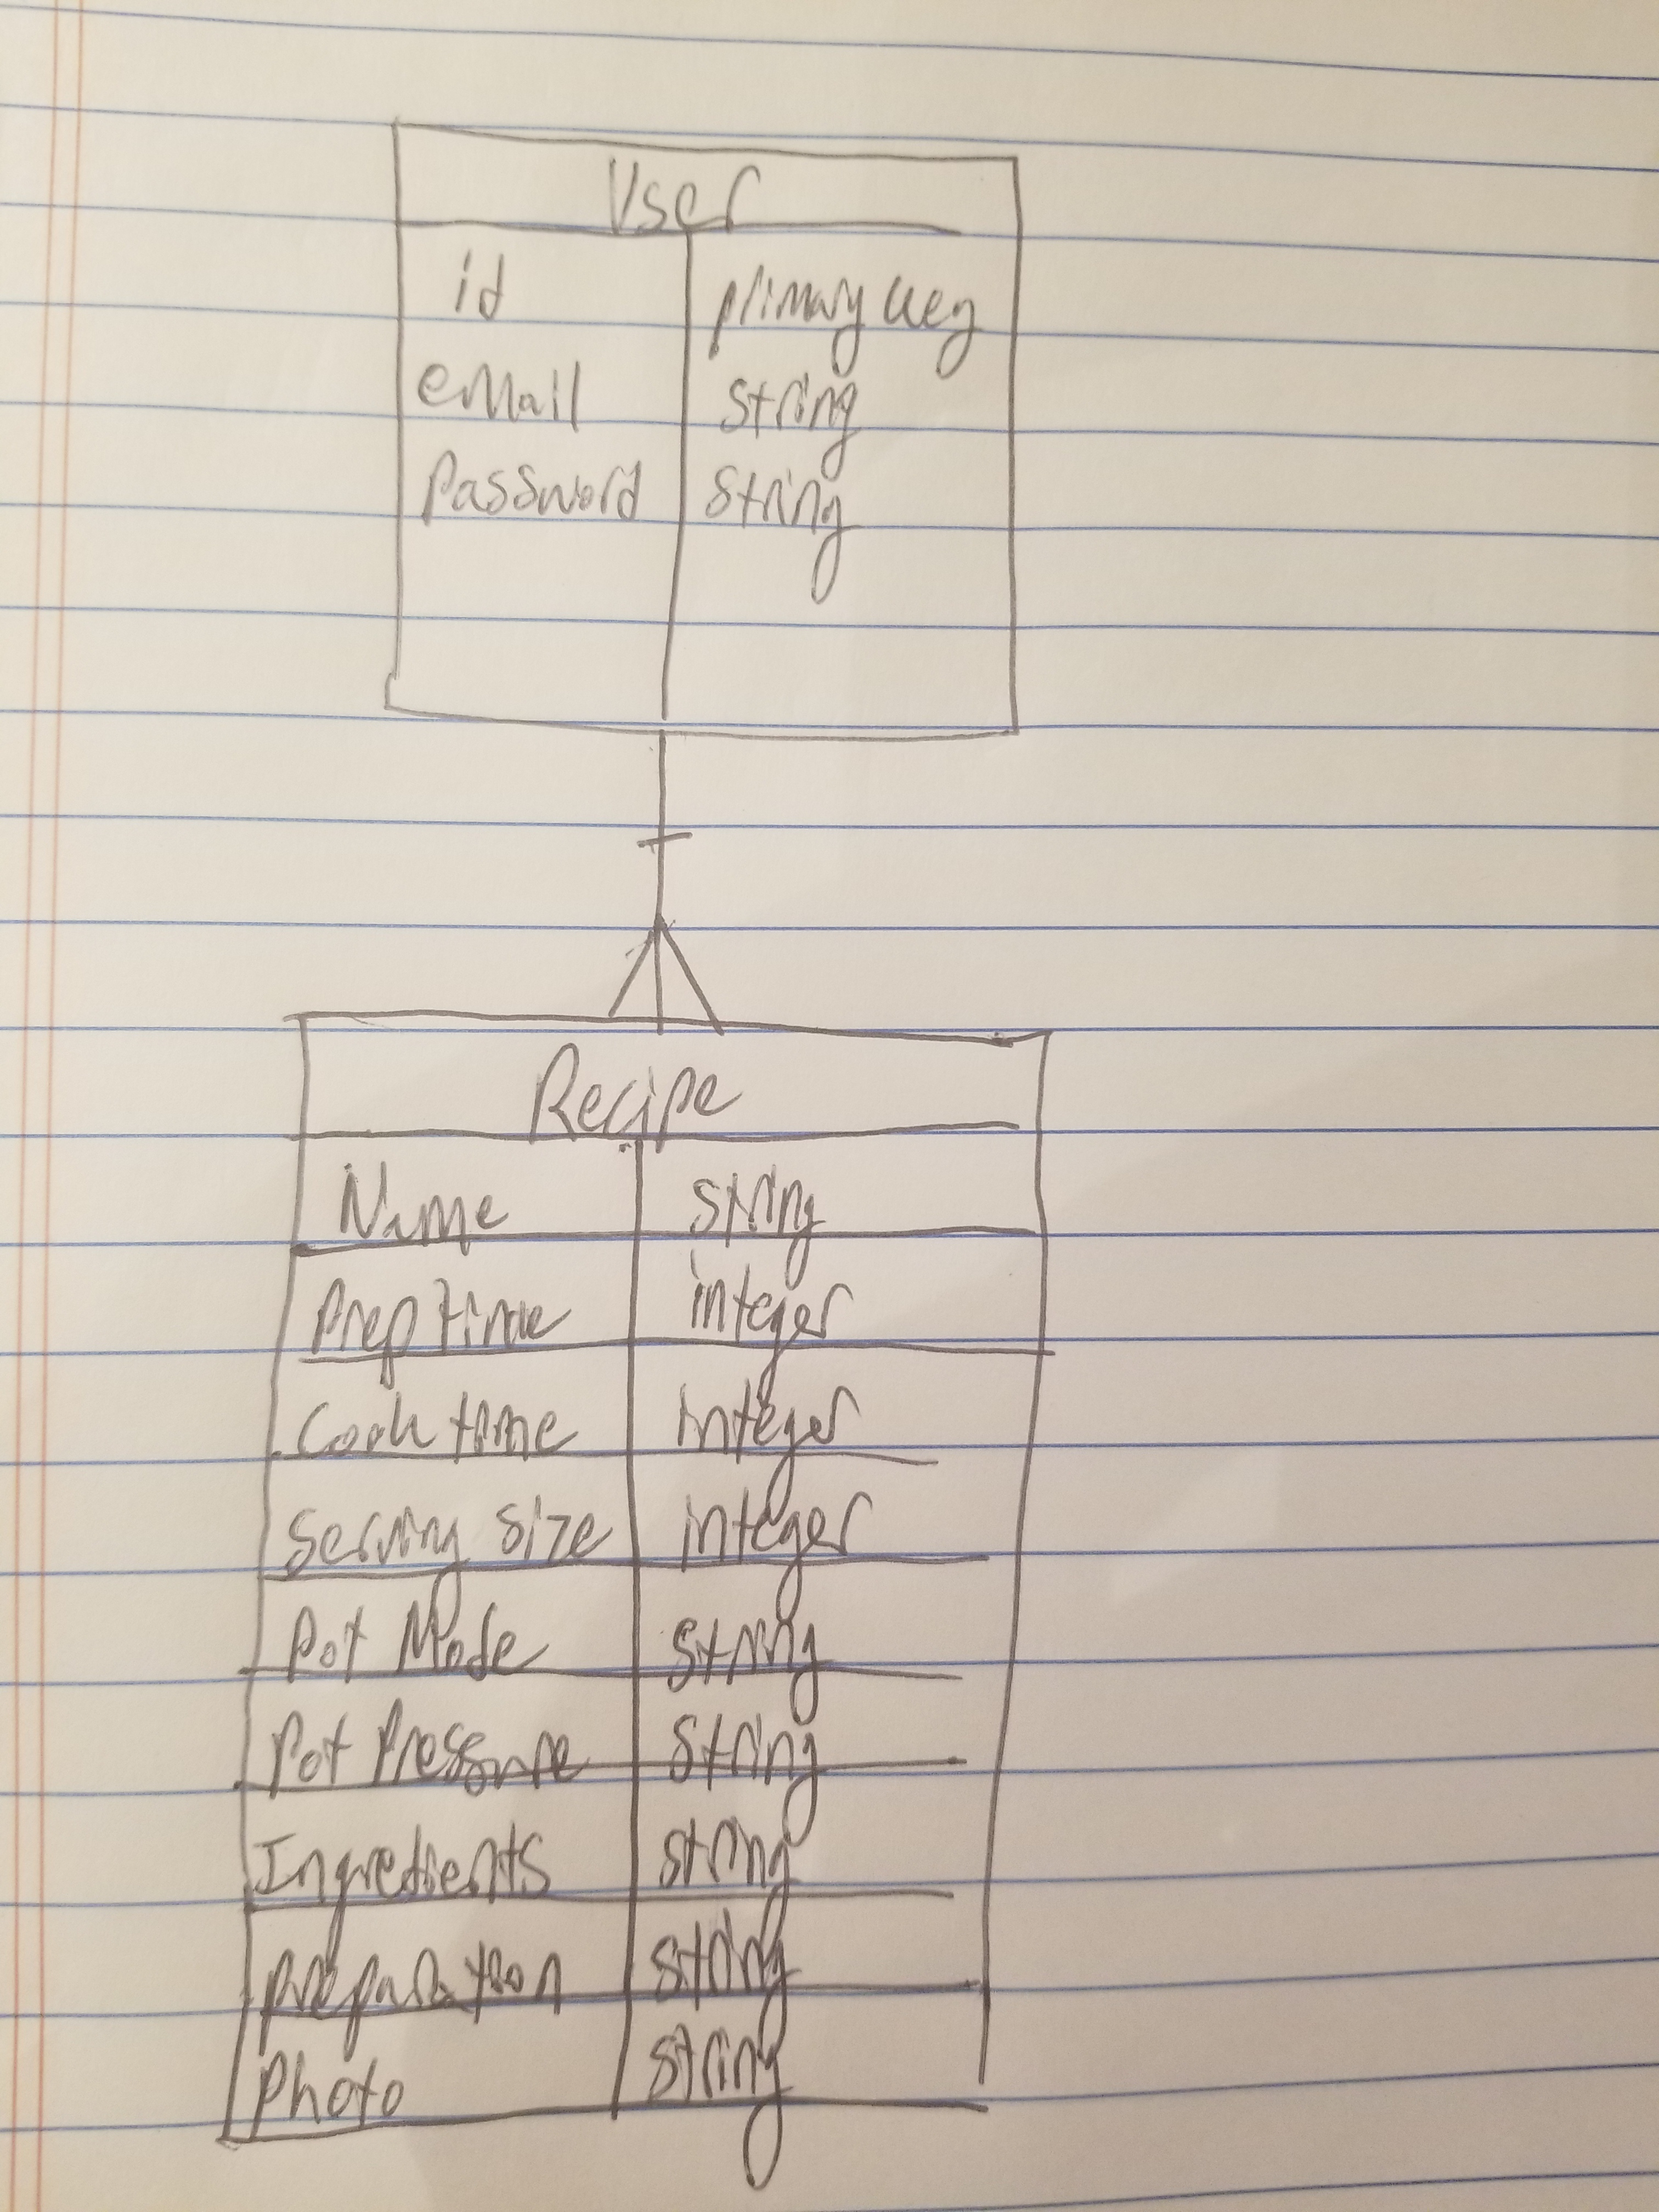 User
id primary key
email string
Password string
Recipe
Name string
Prep time integer
Cook time integer
Serving size integer
Pot Mode string
Pot Pressure string
Ingredients string
preparation string
photo string